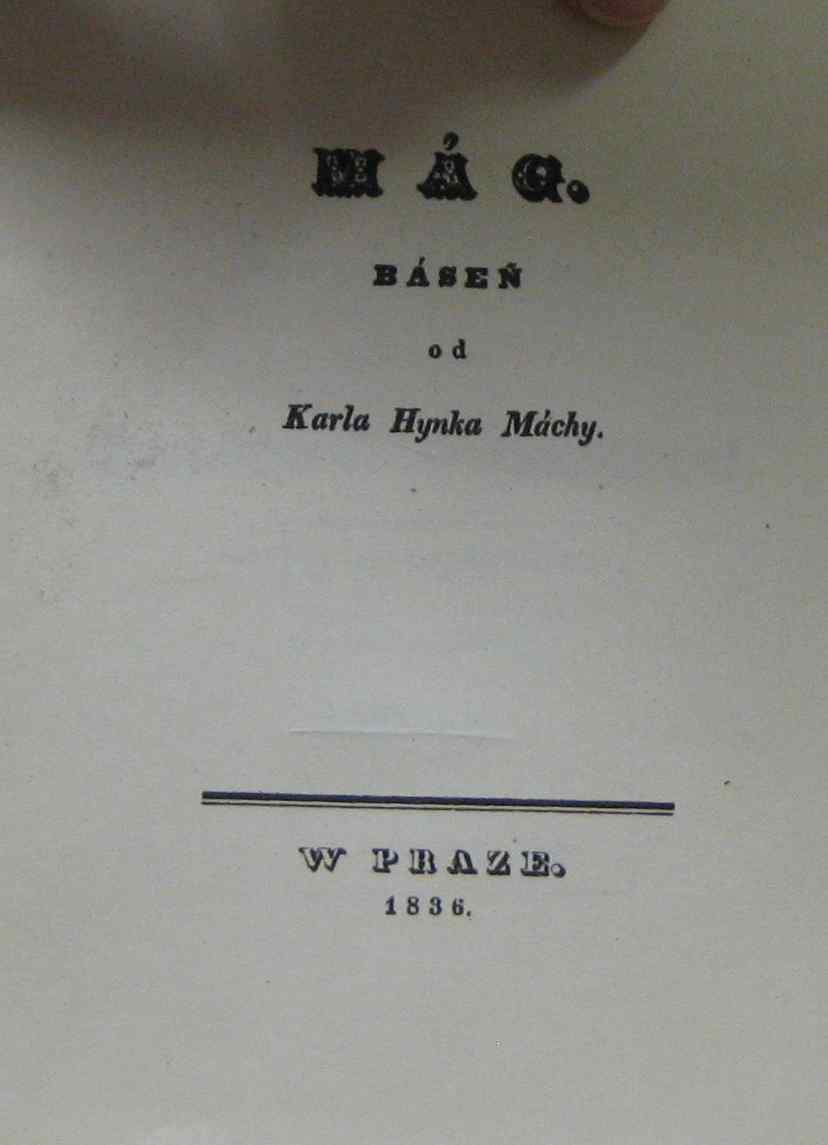 MÁG.
BÁSEŇ
od
Karla Hynka Máchy.
W PRAZE.
1836.